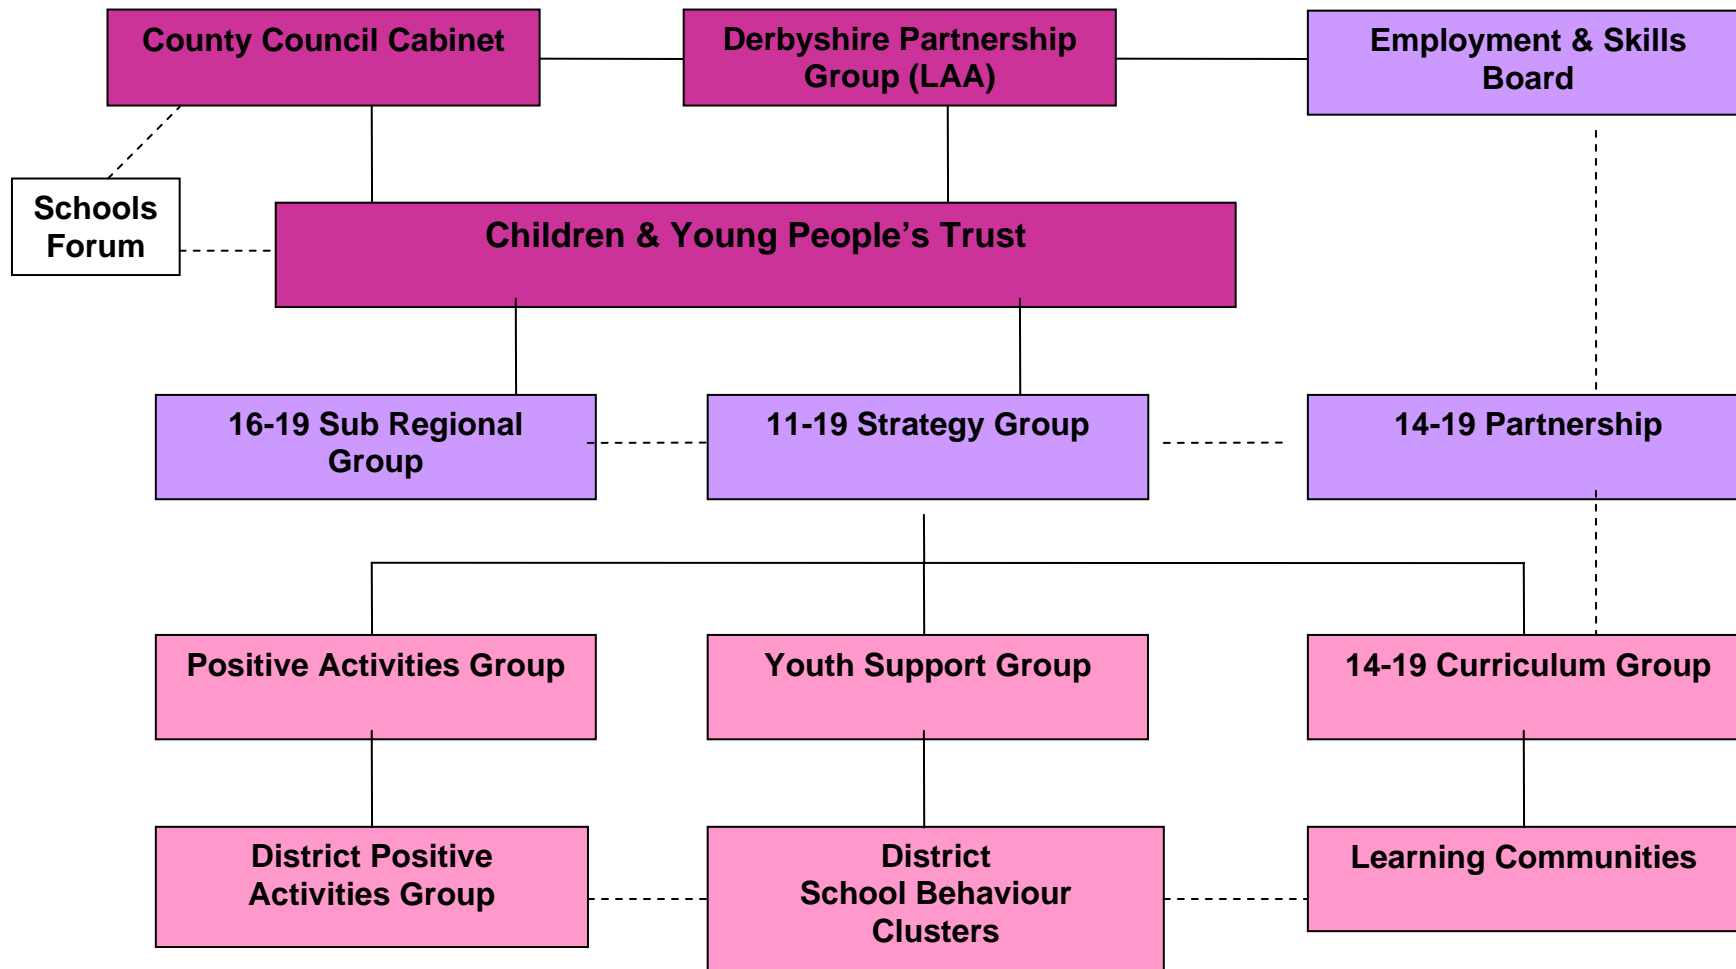 County Council Cabinet
Derbyshire Partnership
Group (LAA)
Employment & Skills
Board
Schools
Forum
Children & Young People’s Trust
16-19 Sub Regional
Group
11-19 Strategy Group
14-19 Partnership
Positive Activities Group
Youth Support Group
14-19 Curriculum Group
District Positive
Activities Group
District
School Behaviour
Clusters
Learning Communities